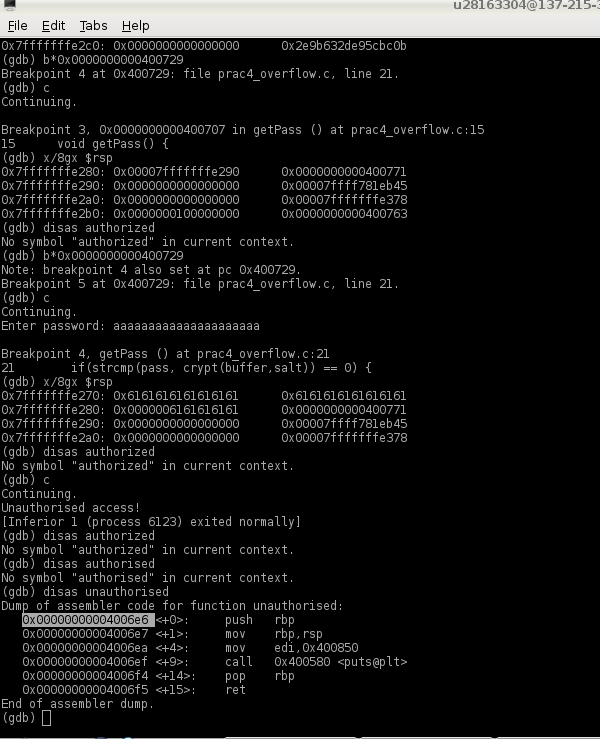 u28163304@137-215-3
File Edit Tabs Help
0x7fffffffe2c0: 0x0000000000000000 0x2e9b632de95cbc0b
(gdb) b*0x0000000000400729
Breakpoint 4 at 0x400729: file prac4_overflow.c, line 21.
(gdb) c
Continuing.
Breakpoint 3, 0x0000000000400707 in getPass () at prac4_overflow.c:15
15 void getPass() {
(gdb) x/8gx $rsp
0x7fffffffe280: 0x00007fffffffe290 0x0000000000400771
0x7fffffffe290: 0x0000000000000000 0x00007ffff781eb45
0x7fffffffe2a0: 0x0000000000000000 0x00007fffffffe378
0x7fffffffe2b0: 0x0000000100000000 0x0000000000400763
(gdb) disas authorized
No symbol "authorized" in current context.
(gdb) b*0x0000000000400729
Note: breakpoint 4 also set at pc 0x400729.
Breakpoint 5 at 0x400729: file prac4_overflow.c, line 21.
(gdb) c
Continuing.
Enter password: aaaaaaaaaaaaaaaaaaaaa
Breakpoint 4, getPass () at prac4_overflow.c:21
21 if(strcmp(pass, crypt(buffer,salt)) == 0) {
(gdb) x/8gx $rsp
0x7fffffffe270: 0x6161616161616161 0x6161616161616161
0x7fffffffe280: 0x0000006161616161 0x0000000000400771
0x7fffffffe290: 0x0000000000000000 0x00007ffff781eb45
0x7fffffffe2a0: 0x0000000000000000 0x00007fffffffe378
(gdb) disas authorized
No symbol "authorized" in current context.
(gdb) c
Continuing.
Unauthorised access!
[Inferior 1 (process 6123) exited normally]
(gdb) disas authorized
No symbol "authorized" in current context.
(gdb) disas authorised
No symbol "authorised" in current context.
(gdb) disas unauthorised
Dump of assembler code for function unauthorised:
0x00000000004006e6 <+0>: push rbp
0x00000000004006e7 <+1>: mov rbp,rsp
0x00000000004006ea <+4>: mov edi,0x400850
0x00000000004006ef <+9>: call 0x400580 <puts@plt>
0x00000000004006f4 <+14>: pop rbp
0x00000000004006f5 <+15>: ret
End of assembler dump.
(gdb)